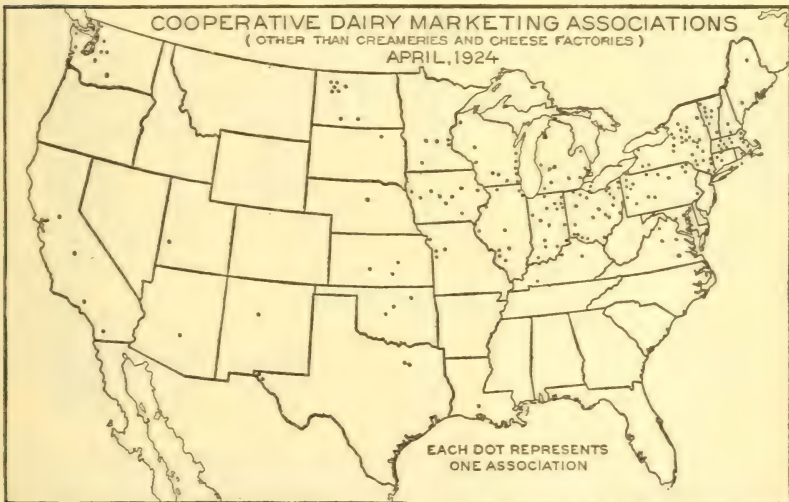 COOPERATIVE DAIRY MARKETING ASSOCIATIONS
(OTHER THAN CREAMERIES AND CHEESE FACTORIES)
APRIL, 1924
EACH DOT REPRESENTS
ONE ASSOCIATION